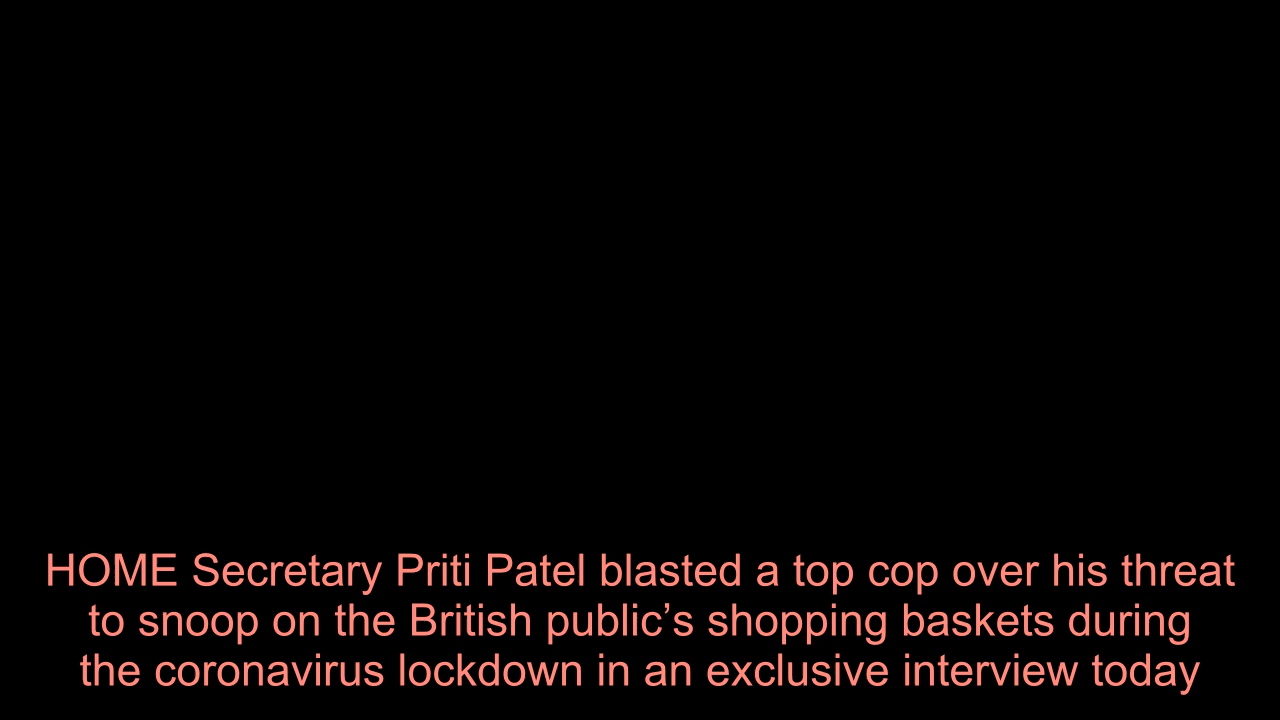 HOME Secretary Priti Patel blasted a top cop over his threat
to snoop on the British public’s shopping baskets during
the coronavirus lockdown in an exclusive interview today